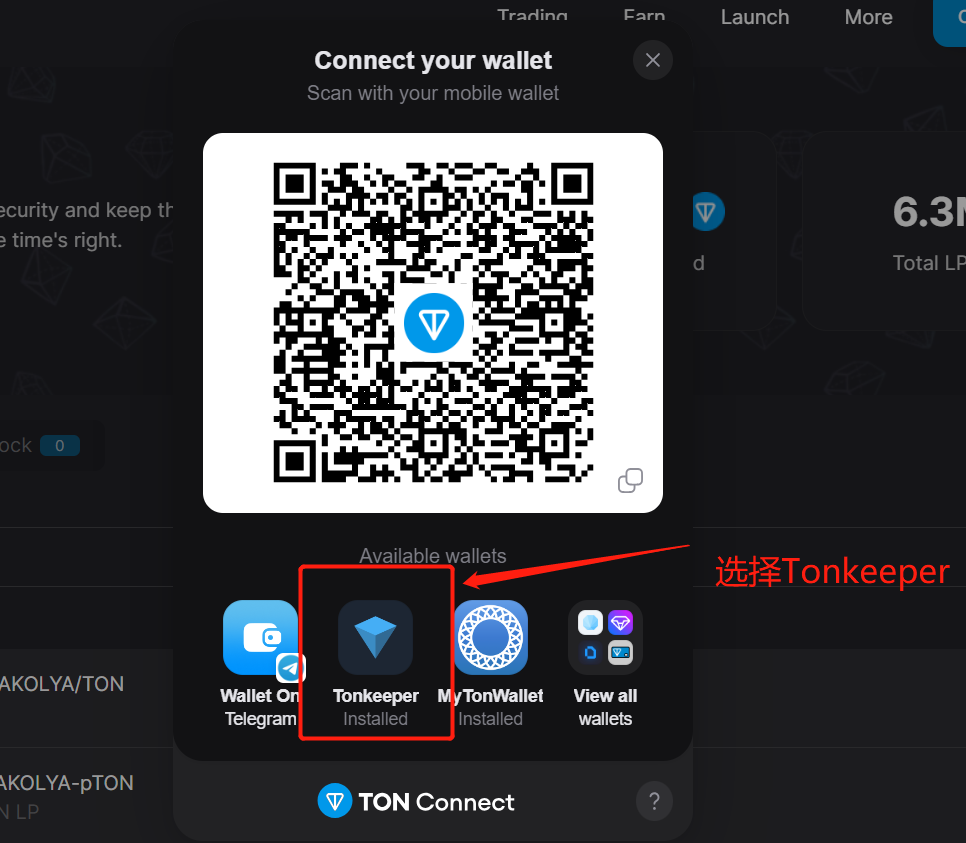 Trading Earn Launch More
Connect your wallet
Scan with your mobile wallet
ecurity and keep th
e time's right.
6.3M
d
Total LP
ock 0
Available wallets
选择Tonkeeper
Wallet On
Telegram
Tonkeeper
Installed
MyTonWallet
Installed
View all
wallets
AKOLYA/TON
AKOLYA-pTON
N LP
TON Connect
?